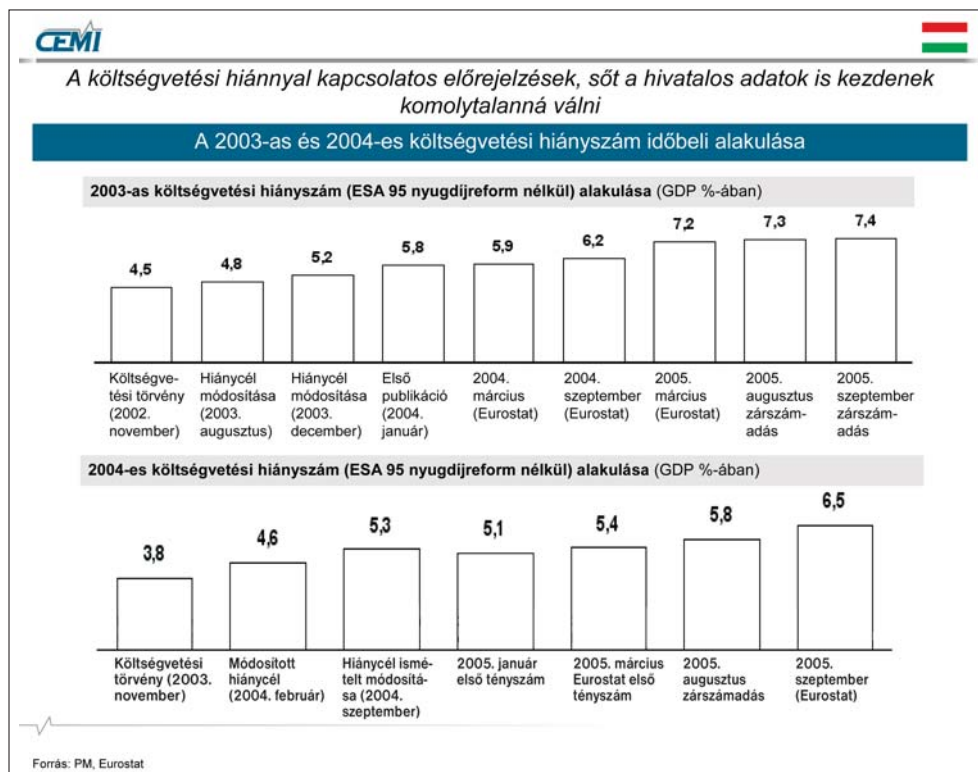 CEMI
A költségvetési hiánnyal kapcsolatos előrejelzések, sőt a hivatalos adatok is kezdenek
komolytalanná válni
A 2003-as és 2004-es költségvetési hiányszám időbeli alakulása
2003-as költségvetési hiányszám (ESA 95 nyugdíjreform nélkül) alakulása (GDP %-ában)
4,5
4,8
5,2
5,8
5,9
6,2
7,2
7,3
7,4
Költségve-
tési törvény
(2002.
november)
Hiánycél
módosítása
(2003.
augusztus)
Hiánycél
módosítása
(2003.
december)
Első
publikáció
(2004.
január)
2004.
március
(Eurostat)
2004.
szeptember
(Eurostat)
2005.
március
(Eurostat)
2005.
augusztus
zárszám-
adás
2005.
szeptember
zárszám-
adás
2004-es költségvetési hiányszám (ESA 95 nyugdíjreform nélkül) alakulása (GDP %-ában)
3,8
4,6
5,3
5,1
5,4
5,8
6,5
Költségvetési
törvény (2003.
november)
Módosított
hiánycél
(2004. február)
Hiánycél ismé-
telt módosítá-
sa (2004.
szeptember)
2005. január
első tényszám
2005. március
Eurostat első
tényszám
2005.
augusztus
zárszámadás
2005.
szeptember
(Eurostat)
Forrás: PM, Eurostat